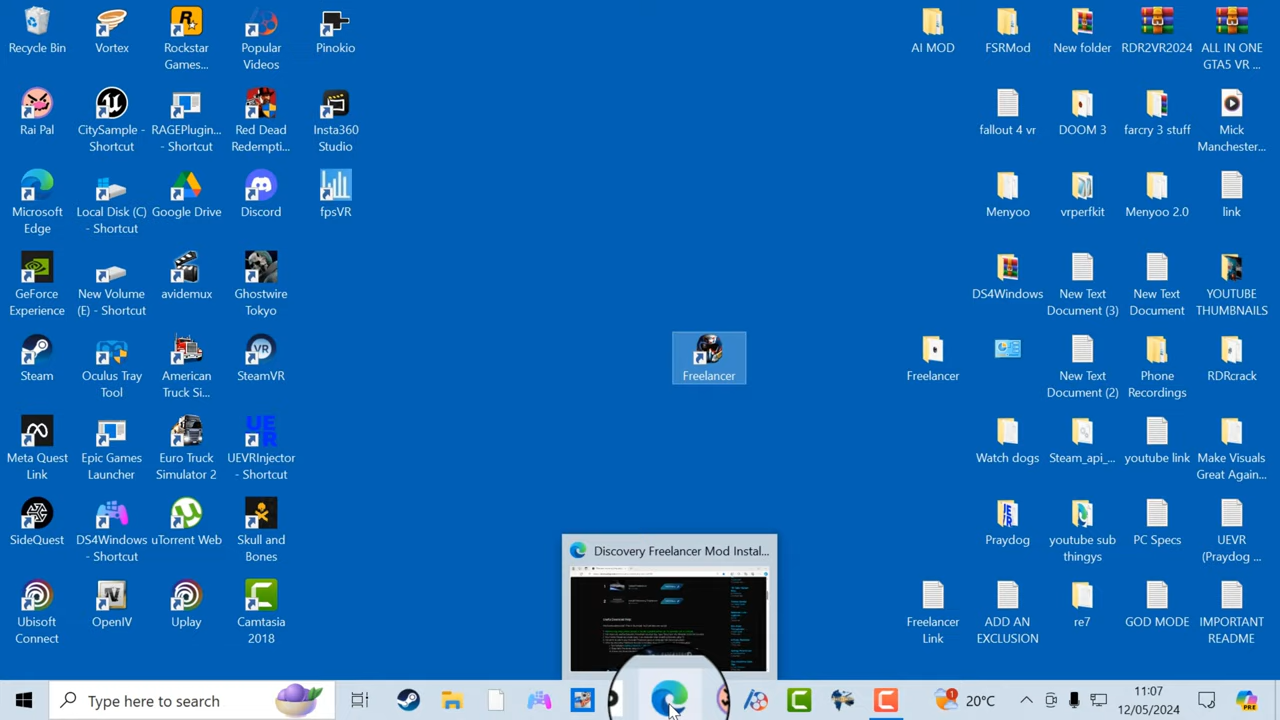 Recycle Bin
Vortex
Rockstar
Games...
Popular
Videos
Pinokio
AI MOD
FSRMod
New folder
RDR2VR2024
ALL IN ONE
GTA5 VR ...
Rai Pal
CitySample -
Shortcut
RAGEPlugin...
- Shortcut
Red Dead
Redempti...
Insta360
Studio
fallout 4 vr
DOOM 3
farcry 3 stuff
Mick
Manchester...
Microsoft
Edge
Local Disk (C)
- Shortcut
Google Drive
Discord
fpsVR
Menyoo
vrperfkit
Menyoo 2.0
link
GeForce
Experience
New Volume
(E) - Shortcut
avidemux
Ghostwire
Tokyo
DS4Windows
New Text
Document (3)
New Text
Document
YOUTUBE
THUMBNAILS
Steam
Oculus Tray
Tool
American
Truck Si...
VR
SteamVR
Freelancer
Freelancer
New Text
Document (2)
Phone
Recordings
RDRcrack
Meta Quest
Link
Epic Games
Launcher
Euro Truck
Simulator 2
UEVRInjector
- Shortcut
Watch dogs
Steam_api_...
youtube link
Make Visuals
Great Again...
SideQuest
DS4Windows
- Shortcut
uTorrent Web
Skull and
Bones
Praydog
youtube sub
thingys
PC Specs
UEVR
(Praydog ...
Discovery Freelancer Mod Instal...
Ubisoft
Connect
OpenIV
Uplay
Camtasia
2018
Freelancer
Link
ADD AN
EXCLUSION
re7
GOD MODE
IMPORTANT
README
Type here to search
1
20°C
11:07
12/05/2024
PRE